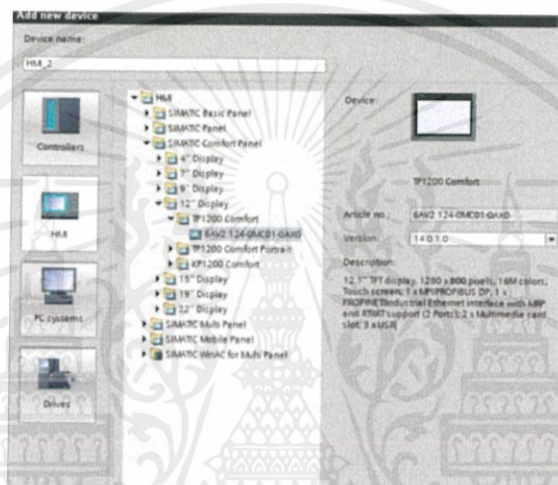 Add new device
Device name:
HMI_2
Controllers
HMI
PC systems
Drives
HMI
SIMATIC Basic Panel
SIMATIC Panel
SIMATIC Comfort Panel
4" Display
7" Display
9" Display
12" Display
TP1200 Comfort
6AV2 124-0MC01-0AX0
TP1200 Comfort Portrait
KP1200 Comfort
15" Display
19" Display
22" Display
SIMATIC Multi Panel
SIMATIC Mobile Panel
SIMATIC WinAC for Multi Panel
Device:
TP1200 Comfort
Article no.: 6AV2 124-0MC01-0AX0
Version: 14.0.1.0
Description:
12.1" TFT display, 1280 x 800 pixels, 16M colors;
Touch screen; 1 x MPI/PROFIBUS DP, 1 x
PROFINET/Industrial Ethernet interface with MRP
and RT/IRT support (2 Ports); 2 x Multimedia card
slot; 3 x USB